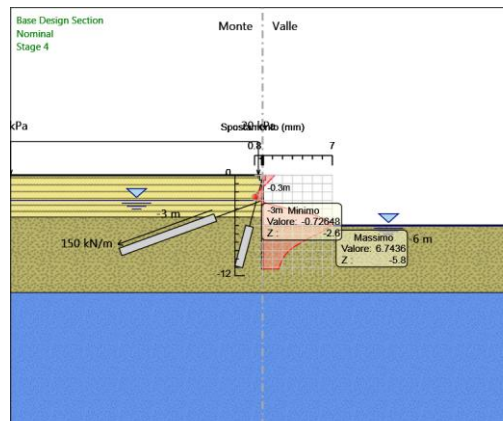 Base Design Section
Nominal
Stage 4
Monte
Valle
kPa
20 kPa
Spostamento (mm)
0.8
7
0
-0.3m
-3m
Minimo
Valore: -0.72648
Z : -2.6
-3 m
150 kN/m
-12
Massimo
Valore: 6.7436
Z : -5.8
-6 m